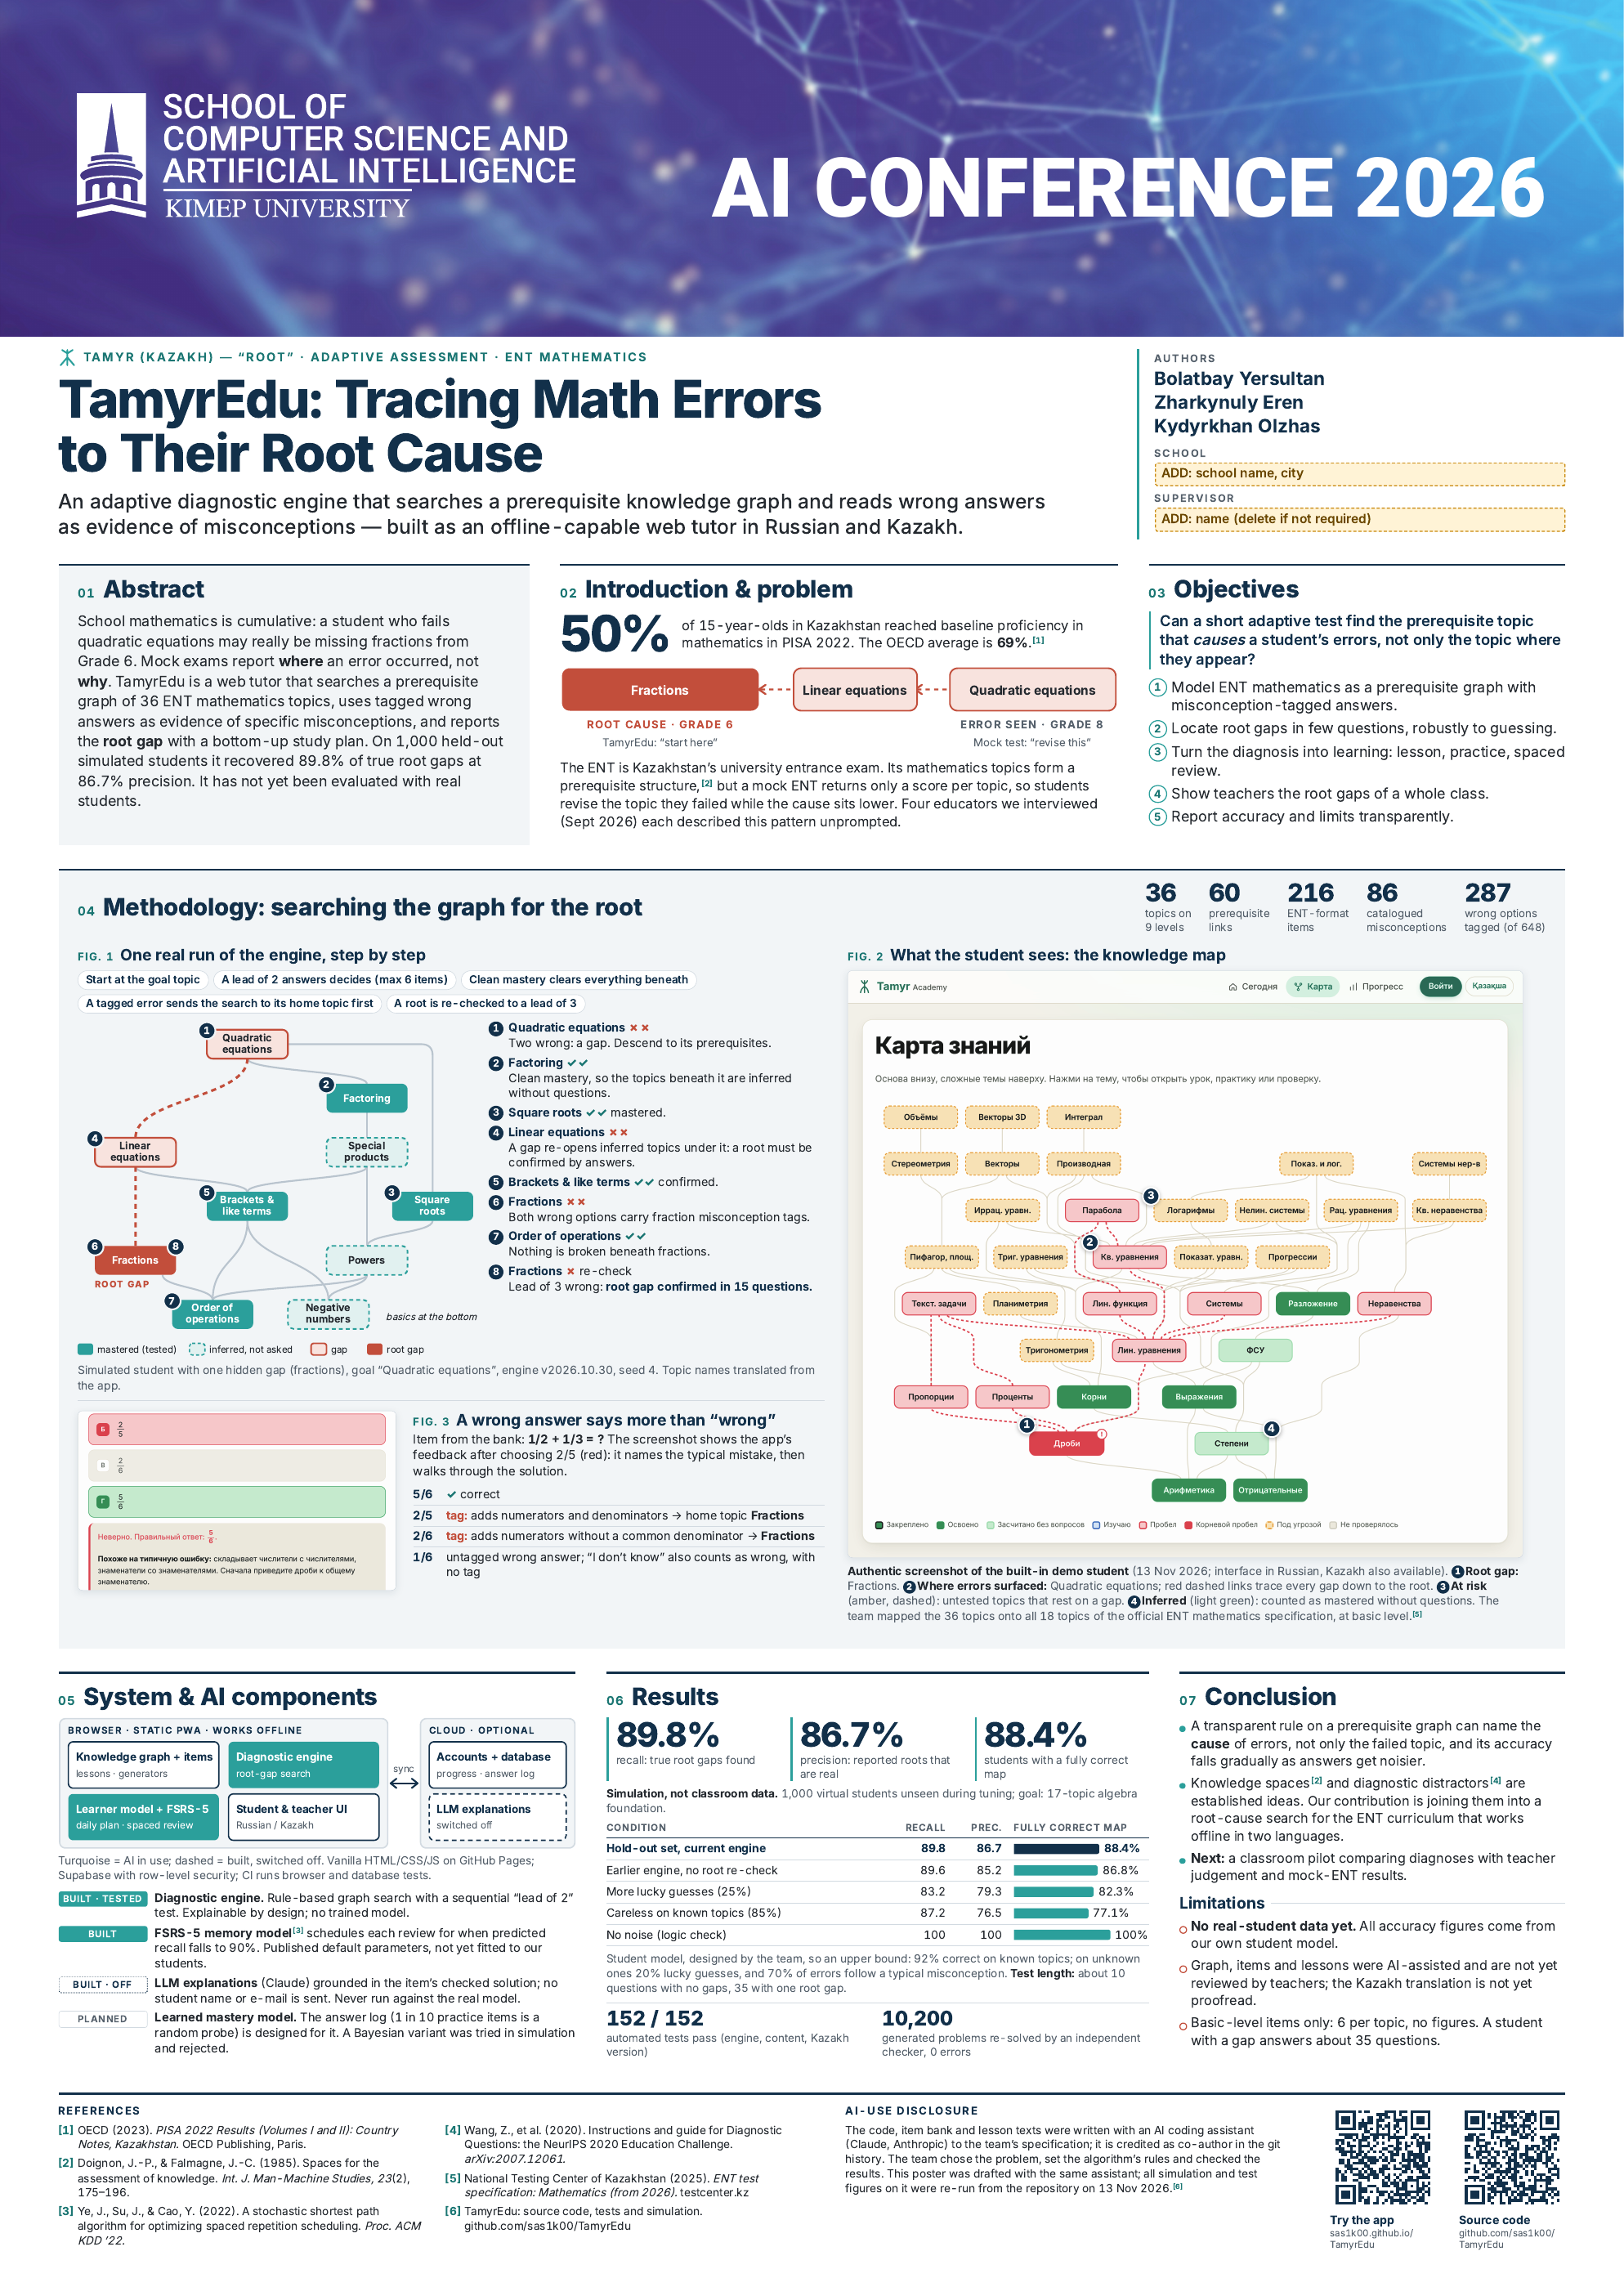 SCHOOL OF
COMPUTER SCIENCE AND
ARTIFICIAL INTELLIGENCE
KIMEP UNIVERSITY
AI CONFERENCE 2026
TAMYR (KAZAKH) — “ROOT” · ADAPTIVE ASSESSMENT · ENT MATHEMATICS
TamyrEdu: Tracing Math Errors
to Their Root Cause
An adaptive diagnostic engine that searches a prerequisite knowledge graph and reads wrong answers
as evidence of misconceptions — built as an offline-capable web tutor in Russian and Kazakh.
AUTHORS
Bolatbay Yersultan
Zharkynuly Eren
Kydyrkhan Olzhas
SCHOOL
ADD: school name, city
SUPERVISOR
ADD: name (delete if not required)
01 Abstract
School mathematics is cumulative: a student who fails
quadratic equations may really be missing fractions from
Grade 6. Mock exams report where an error occurred, not
why. TamyrEdu is a web tutor that searches a prerequisite
graph of 36 ENT mathematics topics, uses tagged wrong
answers as evidence of specific misconceptions, and reports
the root gap with a bottom-up study plan. On 1,000 held-out
simulated students it recovered 89.8% of true root gaps at
86.7% precision. It has not yet been evaluated with real
students.
02 Introduction & problem
50%
of 15-year-olds in Kazakhstan reached baseline proficiency in
mathematics in PISA 2022. The OECD average is 69%.[1]
Fractions
Linear equations
Quadratic equations
ROOT CAUSE · GRADE 6
ERROR SEEN · GRADE 8
TamyrEdu: “start here”
Mock test: “revise this”
The ENT is Kazakhstan’s university entrance exam. Its mathematics topics form a
prerequisite structure,[2] but a mock ENT returns only a score per topic, so students
revise the topic they failed while the cause sits lower. Four educators we interviewed
(Sept 2026) each described this pattern unprompted.
03 Objectives
Can a short adaptive test find the prerequisite topic
that causes a student’s errors, not only the topic where
they appear?
1 Model ENT mathematics as a prerequisite graph with
misconception-tagged answers.
2 Locate root gaps in few questions, robustly to guessing.
3 Turn the diagnosis into learning: lesson, practice, spaced
review.
4 Show teachers the root gaps of a whole class.
5 Report accuracy and limits transparently.
04 Methodology: searching the graph for the root
36
topics on
9 levels
60
prerequisite
links
216
ENT-format
items
86
catalogued
misconceptions
287
wrong options
tagged (of 648)
FIG. 1 One real run of the engine, step by step
Start at the goal topic
A lead of 2 answers decides (max 6 items)
Clean mastery clears everything beneath
A tagged error sends the search to its home topic first
A root is re-checked to a lead of 3
1
Quadratic
equations
2
Factoring
4
Linear
equations
Special
products
5
Brackets &
like terms
3
Square
roots
6
Fractions
8
ROOT GAP
Powers
7
Order of
operations
Negative
numbers
basics at the bottom
1 Quadratic equations ✗ ✗
Two wrong: a gap. Descend to its prerequisites.
2 Factoring ✓✓
Clean mastery, so the topics beneath it are inferred
without questions.
3 Square roots ✓✓ mastered.
4 Linear equations ✗ ✗
A gap re-opens inferred topics under it: a root must be
confirmed by answers.
5 Brackets & like terms ✓✓ confirmed.
6 Fractions ✗ ✗
Both wrong options carry fraction misconception tags.
7 Order of operations ✓✓
Nothing is broken beneath fractions.
8 Fractions ✗ re-check
Lead of 3 wrong: root gap confirmed in 15 questions.
mastered (tested)
inferred, not asked
gap
root gap
Simulated student with one hidden gap (fractions), goal “Quadratic equations”, engine v2026.10.30, seed 4. Topic names translated from
the app.
Б 2/5
В 2/6
Г 5/6
Неверно. Правильный ответ: 5/6.
Похоже на типичную ошибку: складывает числители с числителями,
знаменатели со знаменателями. Сначала приведите дроби к общему
знаменателю.
FIG. 3 A wrong answer says more than “wrong”
Item from the bank: 1/2 + 1/3 = ? The screenshot shows the app’s
feedback after choosing 2/5 (red): it names the typical mistake, then
walks through the solution.
5/6 ✓ correct
2/5 tag: adds numerators and denominators → home topic Fractions
2/6 tag: adds numerators without a common denominator → Fractions
1/6 untagged wrong answer; “I don’t know” also counts as wrong, with
no tag
FIG. 2 What the student sees: the knowledge map
Tamyr Academy
Сегодня
Карта
Прогресс
Войти
Қазақша
Карта знаний
Основа внизу, сложные темы наверху. Нажми на тему, чтобы открыть урок, практику или проверку.
Объёмы
Векторы 3D
Интеграл
Стереометрия
Векторы
Производная
Показ. и лог.
Системы нер-в
Иррац. уравн.
Парабола
3
Логарифмы
Нелин. системы
Рац. уравнения
Кв. неравенства
Пифагор, площ.
Триг. уравнения
2
Кв. уравнения
Показат. уравн.
Прогрессии
Текст. задачи
Планиметрия
Лин. функция
Системы
Разложение
Неравенства
Тригонометрия
Лин. уравнения
ФСУ
Пропорции
Проценты
Корни
Выражения
1
Дроби
!
4
Степени
Арифметика
Отрицательные
Закреплено
Освоено
Засчитано без вопросов
Изучаю
Пробел
Корневой пробел
Под угрозой
Не проверялось
Authentic screenshot of the built-in demo student (13 Nov 2026; interface in Russian, Kazakh also available). 1 Root gap:
Fractions. 2 Where errors surfaced: Quadratic equations; red dashed links trace every gap down to the root. 3 At risk
(amber, dashed): untested topics that rest on a gap. 4 Inferred (light green): counted as mastered without questions. The
team mapped the 36 topics onto all 18 topics of the official ENT mathematics specification, at basic level.[5]
05 System & AI components
BROWSER · STATIC PWA · WORKS OFFLINE
Knowledge graph + items
lessons · generators
Diagnostic engine
root-gap search
Learner model + FSRS-5
daily plan · spaced review
Student & teacher UI
Russian / Kazakh
sync
CLOUD · OPTIONAL
Accounts + database
progress · answer log
LLM explanations
switched off
Turquoise = AI in use; dashed = built, switched off. Vanilla HTML/CSS/JS on GitHub Pages;
Supabase with row-level security; CI runs browser and database tests.
BUILT · TESTED
Diagnostic engine. Rule-based graph search with a sequential “lead of 2”
test. Explainable by design; no trained model.
BUILT
FSRS-5 memory model[3] schedules each review for when predicted
recall falls to 90%. Published default parameters, not yet fitted to our
students.
BUILT · OFF
LLM explanations (Claude) grounded in the item’s checked solution; no
student name or e-mail is sent. Never run against the real model.
PLANNED
Learned mastery model. The answer log (1 in 10 practice items is a
random probe) is designed for it. A Bayesian variant was tried in simulation
and rejected.
06 Results
89.8%
recall: true root gaps found
86.7%
precision: reported roots that
are real
88.4%
students with a fully correct
map
Simulation, not classroom data. 1,000 virtual students unseen during tuning; goal: 17-topic algebra
foundation.
CONDITION RECALL PREC. FULLY CORRECT MAP
Hold-out set, current engine 89.8 86.7 88.4%
Earlier engine, no root re-check 89.6 85.2 86.8%
More lucky guesses (25%) 83.2 79.3 82.3%
Careless on known topics (85%) 87.2 76.5 77.1%
No noise (logic check) 100 100 100%
Student model, designed by the team, so an upper bound: 92% correct on known topics; on unknown
ones 20% lucky guesses, and 70% of errors follow a typical misconception. Test length: about 10
questions with no gaps, 35 with one root gap.
152 / 152
automated tests pass (engine, content, Kazakh
version)
10,200
generated problems re-solved by an independent
checker, 0 errors
07 Conclusion
A transparent rule on a prerequisite graph can name the
cause of errors, not only the failed topic, and its accuracy
falls gradually as answers get noisier.
Knowledge spaces[2] and diagnostic distractors[4] are
established ideas. Our contribution is joining them into a
root-cause search for the ENT curriculum that works
offline in two languages.
Next: a classroom pilot comparing diagnoses with teacher
judgement and mock-ENT results.
Limitations
No real-student data yet. All accuracy figures come from
our own student model.
Graph, items and lessons were AI-assisted and are not yet
reviewed by teachers; the Kazakh translation is not yet
proofread.
Basic-level items only: 6 per topic, no figures. A student
with a gap answers about 35 questions.
REFERENCES
[1] OECD (2023). PISA 2022 Results (Volumes I and II): Country
Notes, Kazakhstan. OECD Publishing, Paris.
[2] Doignon, J.-P., & Falmagne, J.-C. (1985). Spaces for the
assessment of knowledge. Int. J. Man-Machine Studies, 23(2),
175–196.
[3] Ye, J., Su, J., & Cao, Y. (2022). A stochastic shortest path
algorithm for optimizing spaced repetition scheduling. Proc. ACM
KDD ’22.
[4] Wang, Z., et al. (2020). Instructions and guide for Diagnostic
Questions: the NeurIPS 2020 Education Challenge.
arXiv:2007.12061.
[5] National Testing Center of Kazakhstan (2025). ENT test
specification: Mathematics (from 2026). testcenter.kz
[6] TamyrEdu: source code, tests and simulation.
github.com/sas1k00/TamyrEdu
AI-USE DISCLOSURE
The code, item bank and lesson texts were written with an AI coding assistant
(Claude, Anthropic) to the team’s specification; it is credited as co-author in the git
history. The team chose the problem, set the algorithm’s rules and checked the
results. This poster was drafted with the same assistant; all simulation and test
figures on it were re-run from the repository on 13 Nov 2026.[6]
Try the app
sas1k00.github.io/
TamyrEdu
Source code
github.com/sas1k00/
TamyrEdu